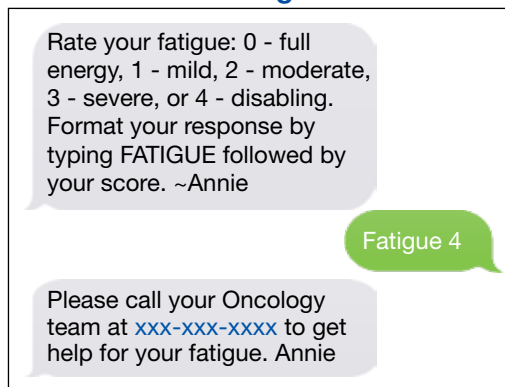 Rate your fatigue: 0 - full
energy, 1 - mild, 2 - moderate,
3 - severe, or 4 - disabling.
Format your response by
typing FATIGUE followed by
your score. ~Annie
Fatigue 4
Please call your Oncology
team at xxx-xxx-xxxx to get
help for your fatigue. Annie